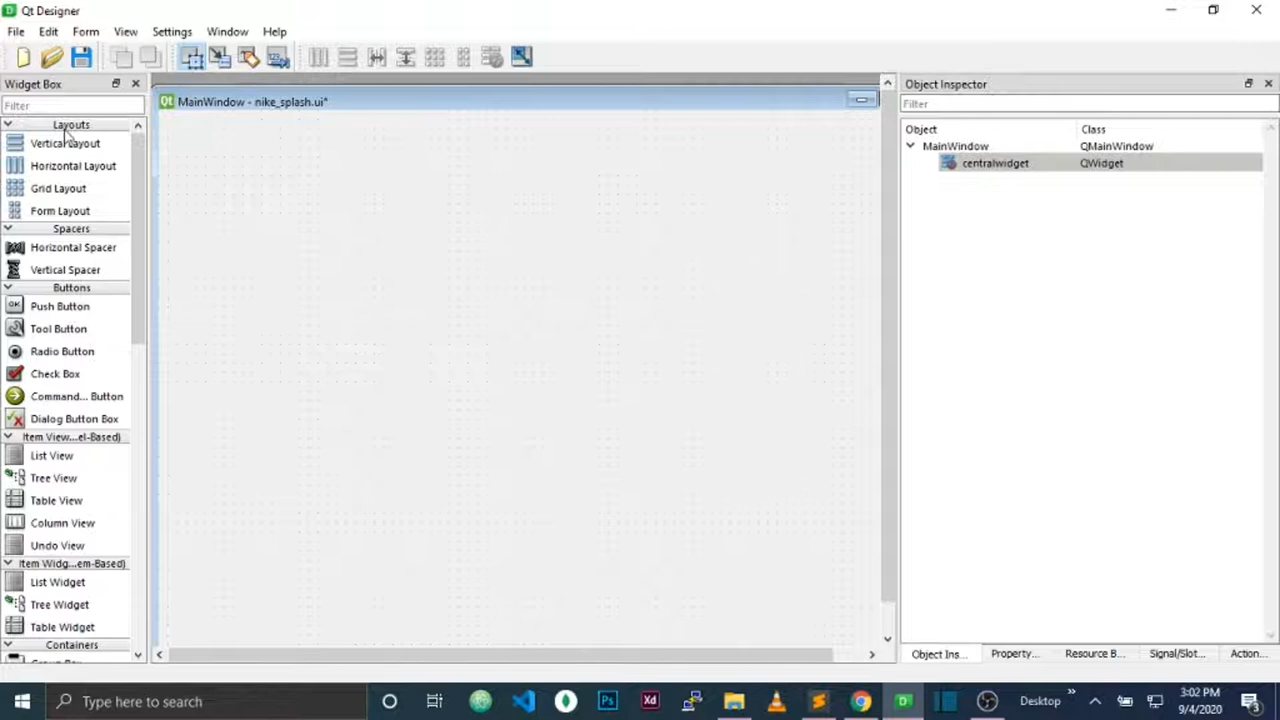 Qt Designer
File Edit Form View Settings Window Help
Widget Box
Filter
Layouts
Vertical Layout
Horizontal Layout
Grid Layout
Form Layout
Spacers
Horizontal Spacer
Vertical Spacer
Buttons
OK Push Button
Tool Button
Radio Button
Check Box
Command... Button
Dialog Button Box
Item View...el-Based)
List View
Tree View
Table View
Column View
Undo View
Item Widg...em-Based)
List Widget
Tree Widget
Table Widget
Containers
Qt MainWindow - nike_splash.ui*
Object Inspector
Filter
Object Class
MainWindow QMainWindow
centralwidget QWidget
Object Ins... Property... Resource B... Signal/Slot... Action...
Type here to search
Ps
Xd
D
Desktop
3:02 PM
9/4/2020
3